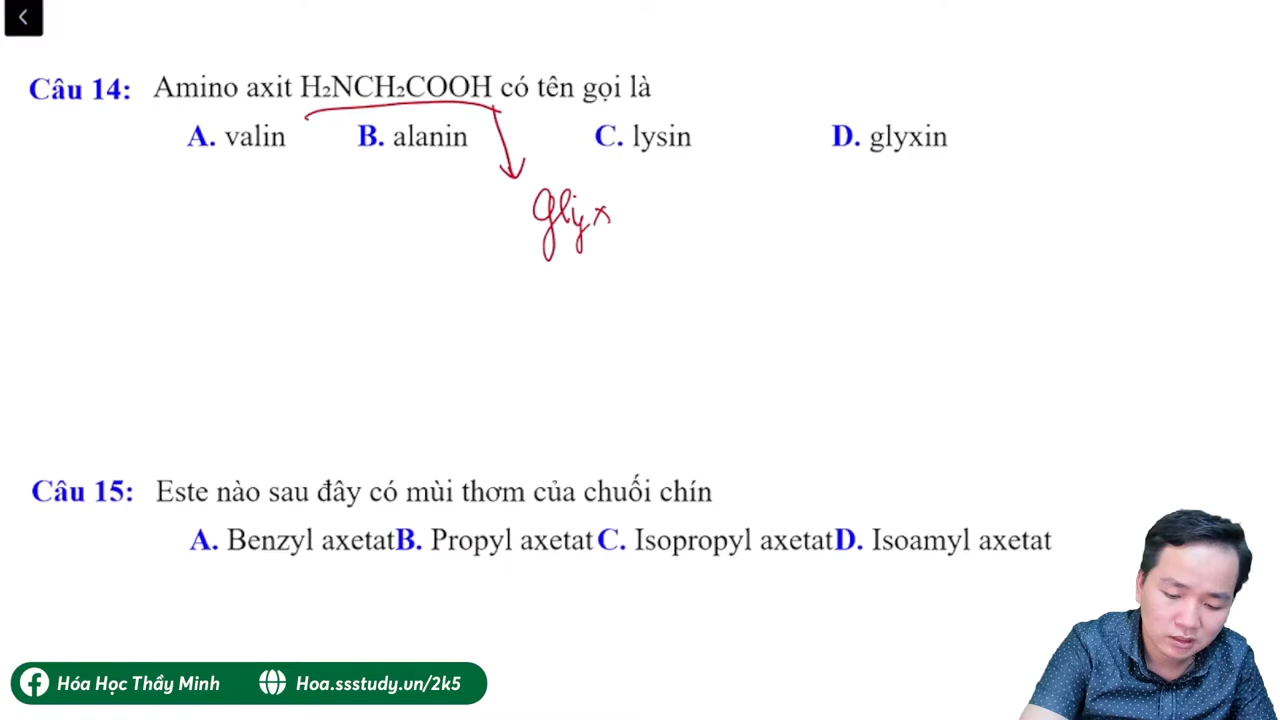 Câu 14: Amino axit H₂NCH₂COOH có tên gọi là
A. valin B. alanin C. lysin D. glyxin
glyx
Câu 15: Este nào sau đây có mùi thơm của chuối chín
A. Benzyl axetatB. Propyl axetat C. Isopropyl axetatD. Isoamyl axetat
Hóa Học Thầy Minh Hoa.ssstudy.vn/2k5